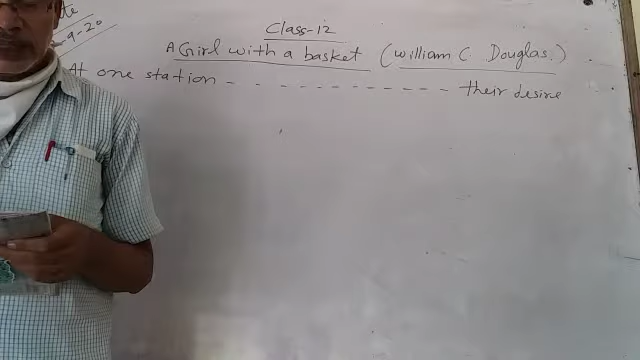 Class-12
A Girl with a basket (William C Douglas.)
At one station - - - - - - - - - - - - - their desire
-9-20